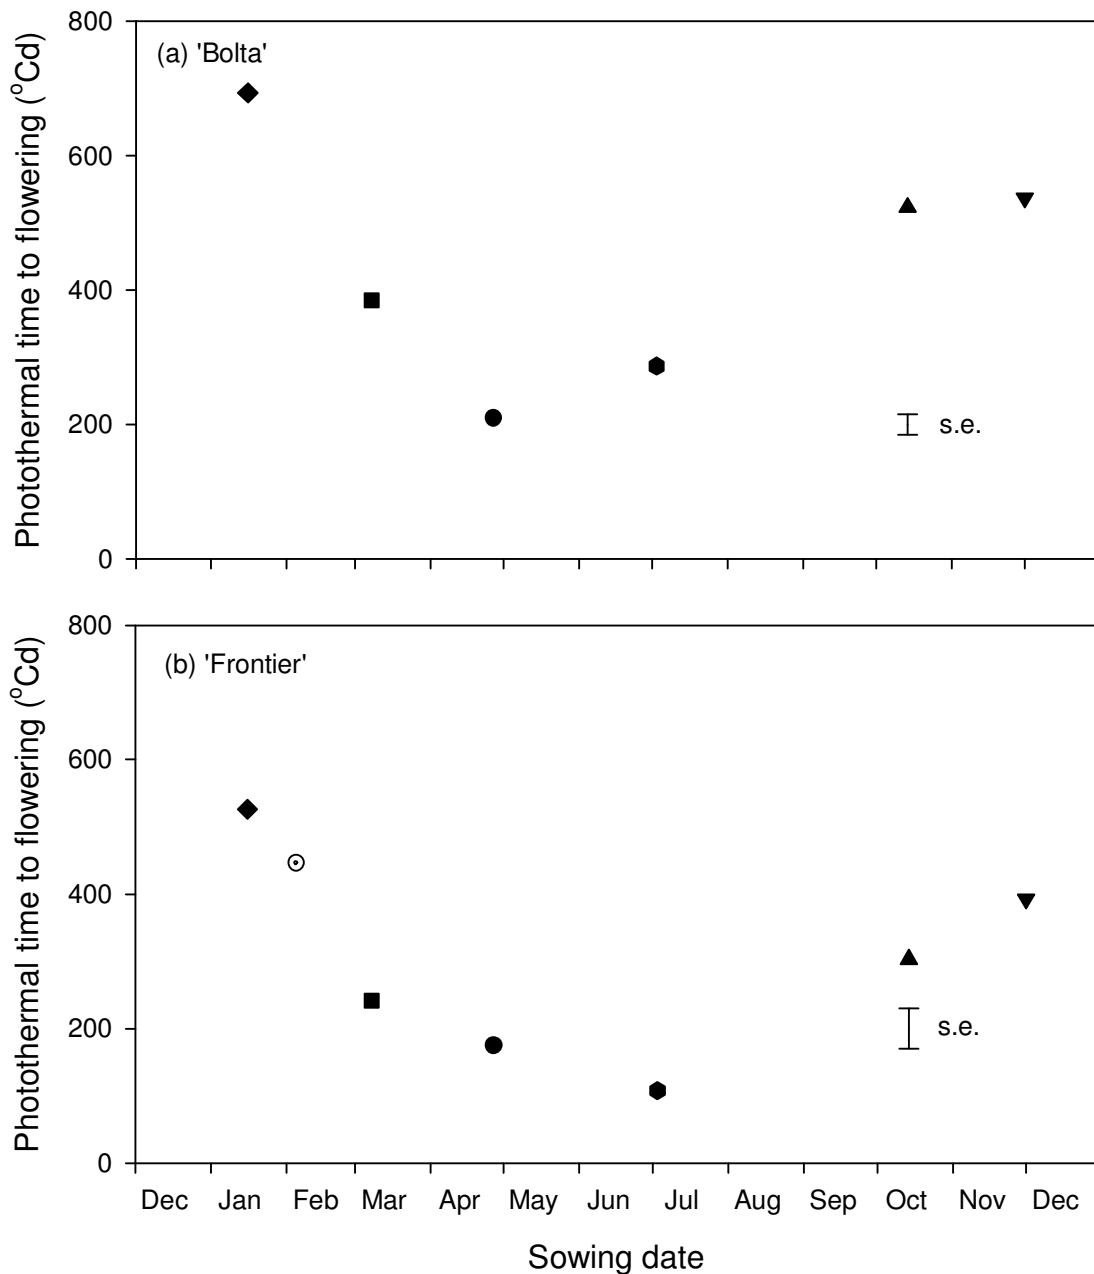 800
(a) 'Bolta'
600
400
200
0
s.e.
Photothermal time to flowering (°Cd)
800
(b) 'Frontier'
600
400
200
0
s.e.
Photothermal time to flowering (°Cd)
Dec Jan Feb Mar Apr May Jun Jul Aug Sep Oct Nov Dec
Sowing date